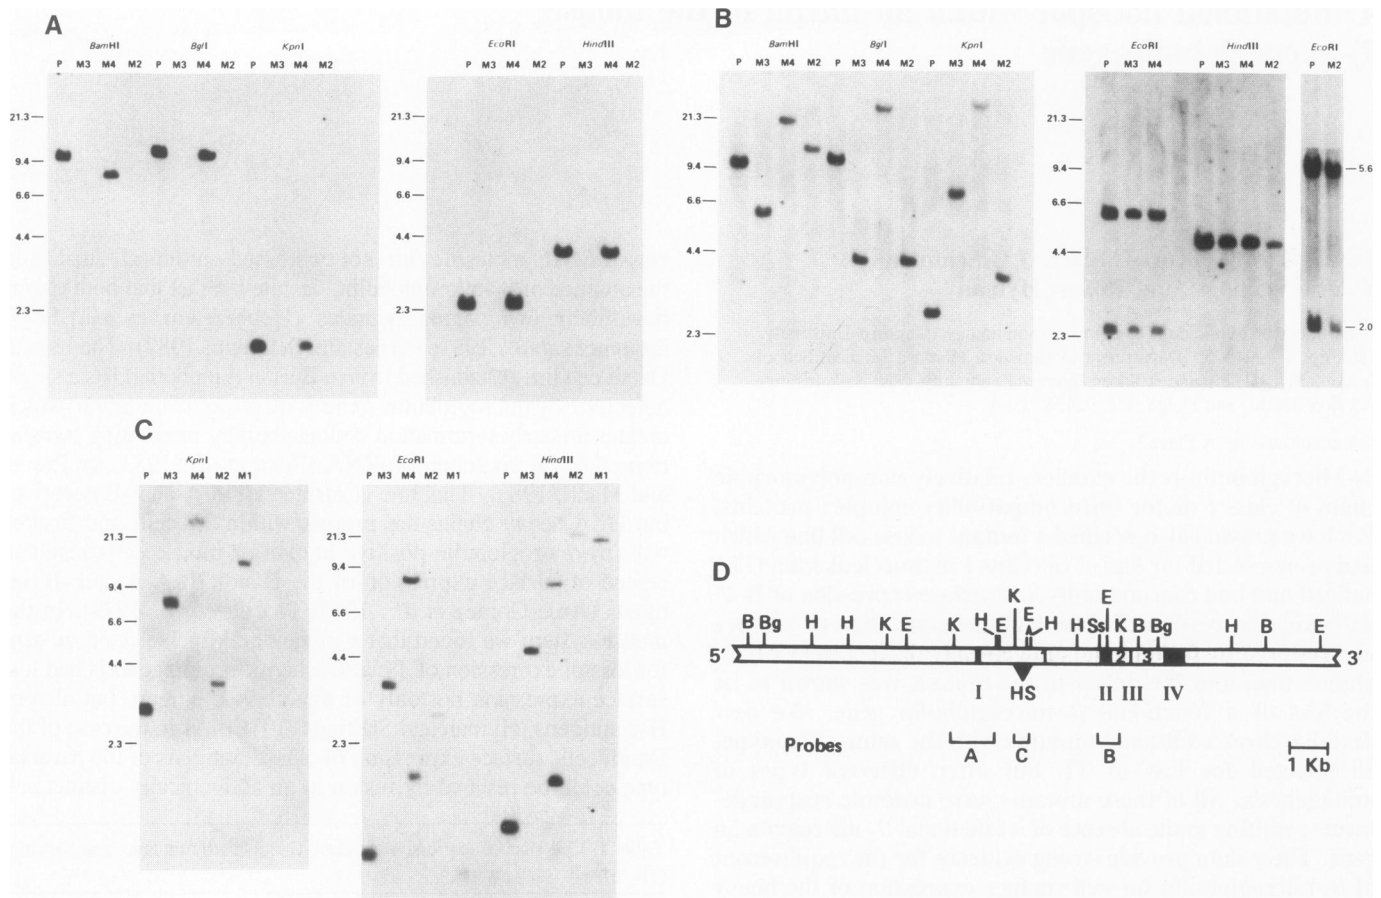 A
BamHI BglI KpnI
P M3 M4 M2 P M3 M4 M2 P M3 M4 M2
EcoRI HindIII
P M3 M4 M2 P M3 M4 M2
21.3
9.4
6.6
4.4
2.3
21.3
9.4
6.6
4.4
2.3
B
BamHI BglI KpnI
P M3 M4 M2 P M3 M4 M2 P M3 M4 M2
EcoRI HindIII EcoRI
P M3 M4 P M3 M4 M2 P M2
21.3
9.4
6.6
4.4
2.3
21.3
9.4
6.6
4.4
2.3
5.6
2.0
C
KpnI
P M3 M4 M2 M1
EcoRI HindIII
P M3 M4 M2 M1 P M3 M4 M2 M1
21.3
9.4
6.6
4.4
2.3
9.4
6.6
4.4
2.3
D
K E
B Bg H H K E K H E E H H Ss K B Bg H B E
5' 1 2 3 3'
I HS II III IV
Probes A C B
1 Kb